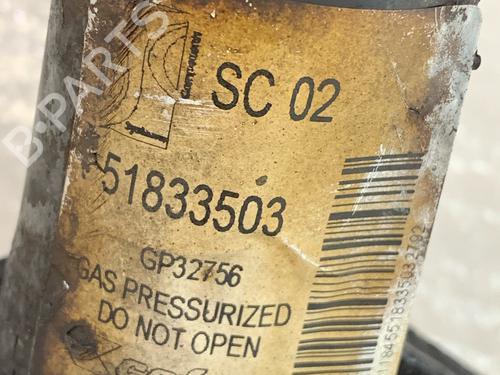 B-PARTS
SC 02
51833503
GP32756
GAS PRESSURIZED
DO NOT OPEN